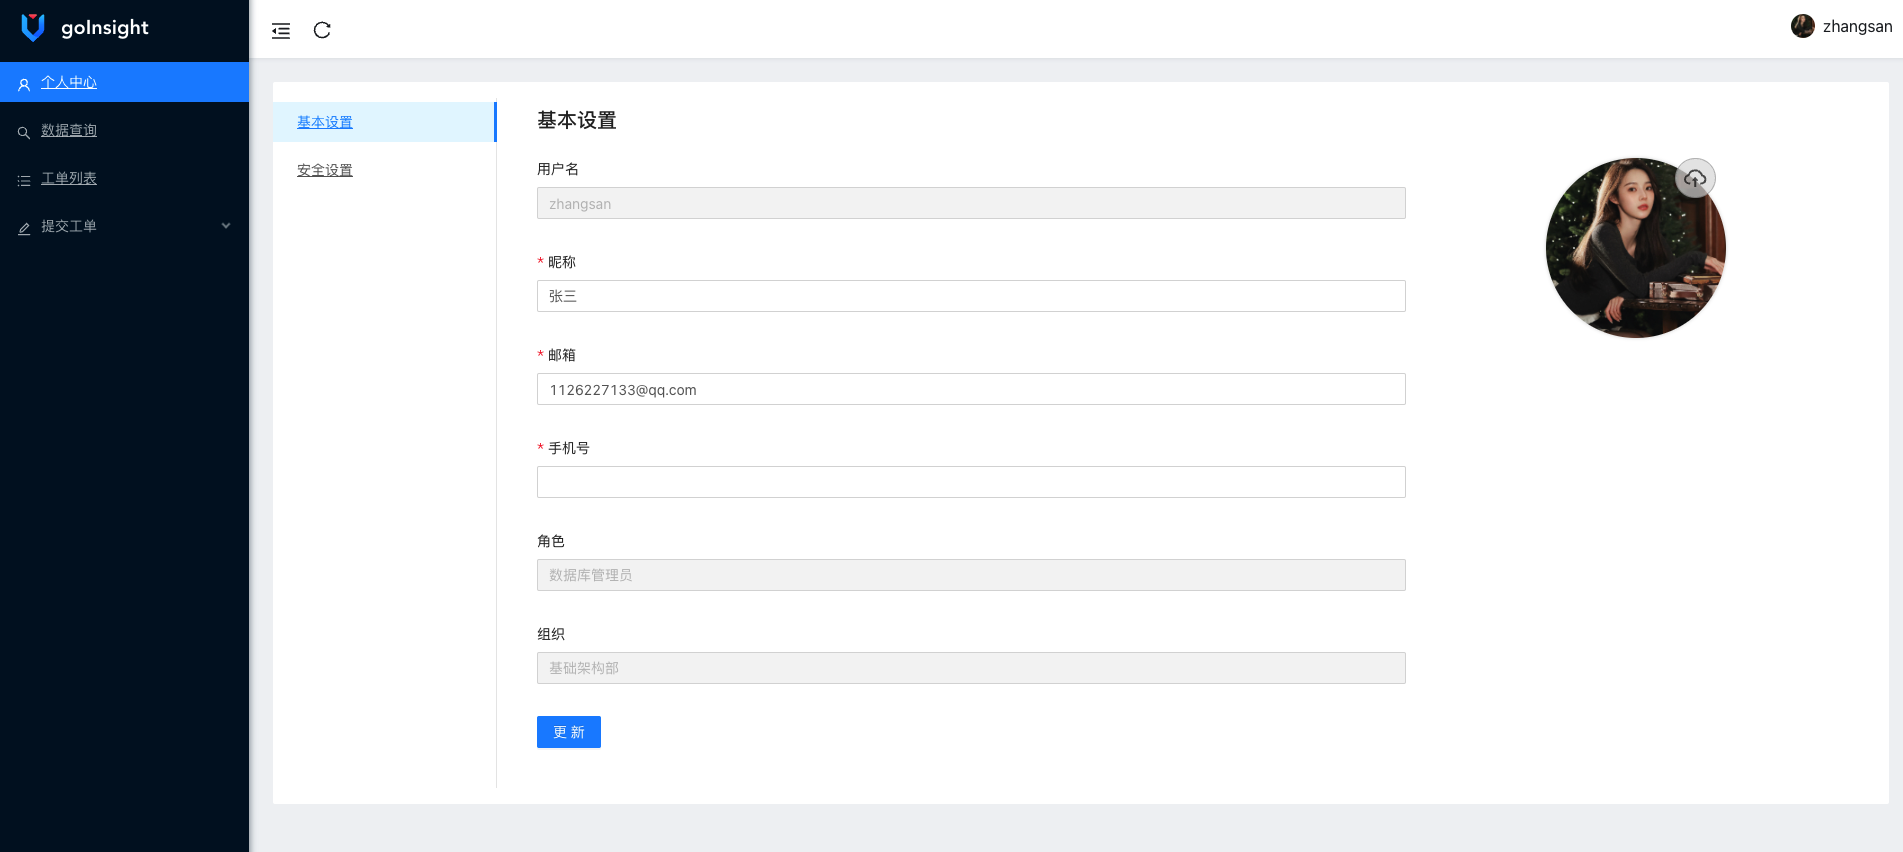 goInsight
zhangsan
个人中心
数据查询
工单列表
提交工单
基本设置
安全设置
基本设置
用户名
zhangsan
* 昵称
张三
* 邮箱
1126227133@qq.com
* 手机号
角色
数据库管理员
组织
基础架构部
更 新